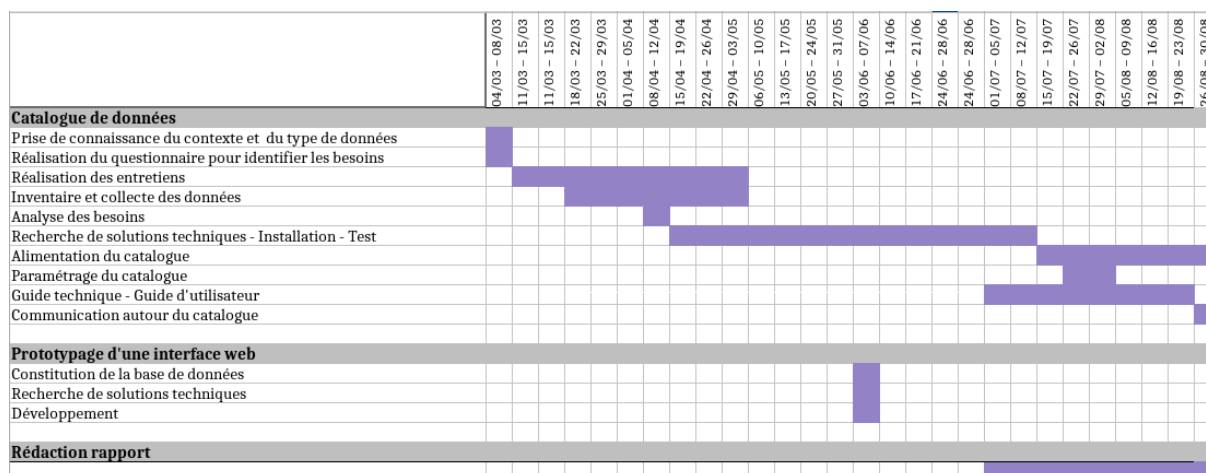 04/03 – 08/03
11/03 – 15/03
11/03 – 15/03
18/03 – 22/03
25/03 – 29/03
01/04 – 05/04
08/04 – 12/04
15/04 – 19/04
22/04 – 26/04
29/04 – 03/05
06/05 – 10/05
13/05 – 17/05
20/05 – 24/05
27/05 – 31/05
03/06 – 07/06
10/06 – 14/06
17/06 – 21/06
24/06 – 28/06
24/06 – 28/06
01/07 – 05/07
08/07 – 12/07
15/07 – 19/07
22/07 – 26/07
29/07 – 02/08
05/08 – 09/08
12/08 – 16/08
19/08 – 23/08
26/08 – 30/08
Catalogue de données
Prise de connaissance du contexte et du type de données
Réalisation du questionnaire pour identifier les besoins
Réalisation des entretiens
Inventaire et collecte des données
Analyse des besoins
Recherche de solutions techniques - Installation - Test
Alimentation du catalogue
Paramétrage du catalogue
Guide technique - Guide d'utilisateur
Communication autour du catalogue
Prototypage d'une interface web
Constitution de la base de données
Recherche de solutions techniques
Développement
Rédaction rapport